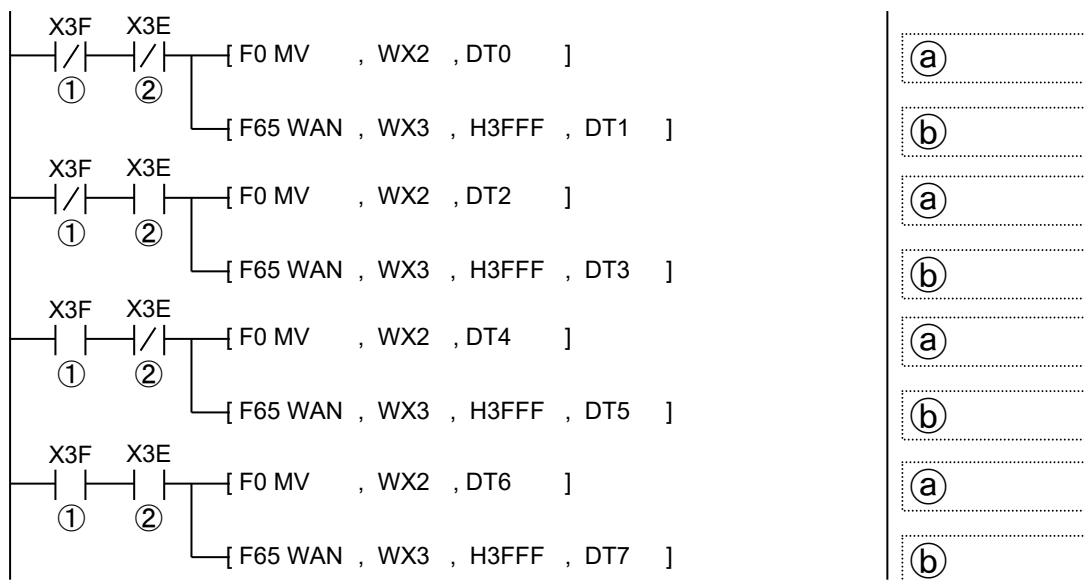 X3F X3E
[ F0 MV , WX2 , DT0 ] ⓐ
① ②
[ F65 WAN , WX3 , H3FFF , DT1 ] ⓑ
X3F X3E
[ F0 MV , WX2 , DT2 ] ⓐ
① ②
[ F65 WAN , WX3 , H3FFF , DT3 ] ⓑ
X3F X3E
[ F0 MV , WX2 , DT4 ] ⓐ
① ②
[ F65 WAN , WX3 , H3FFF , DT5 ] ⓑ
X3F X3E
[ F0 MV , WX2 , DT6 ] ⓐ
① ②
[ F65 WAN , WX3 , H3FFF , DT7 ] ⓑ